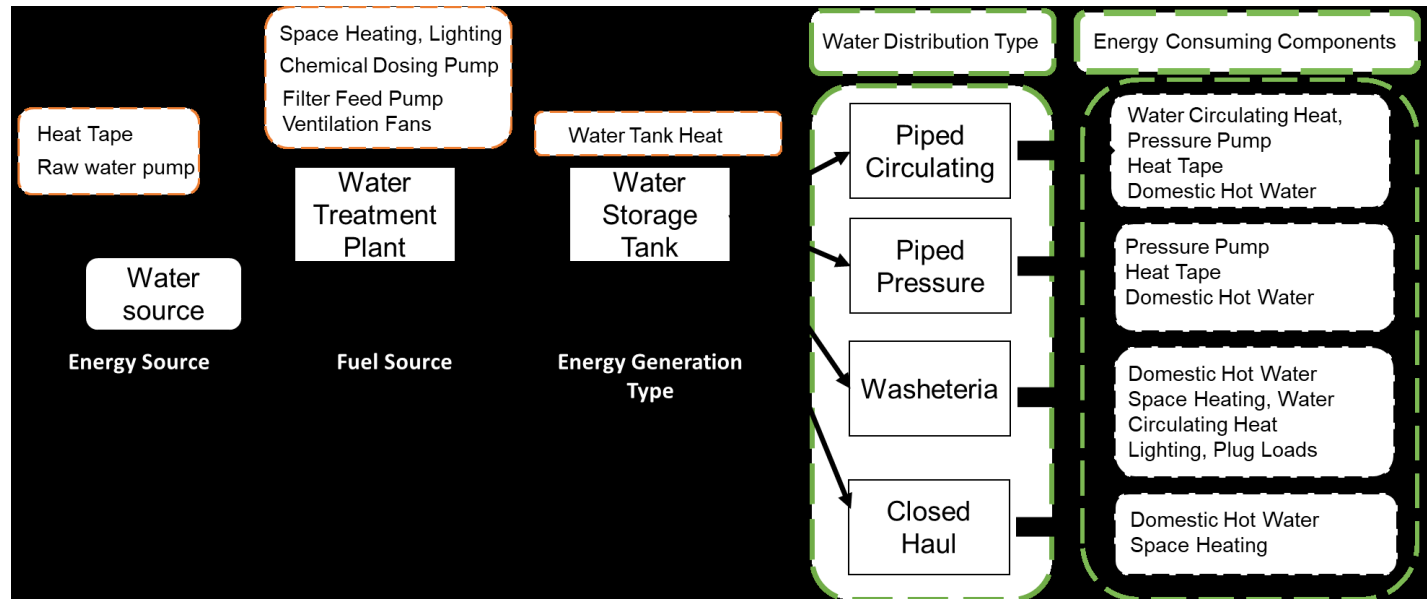 Heat Tape
Raw water pump
Water
source
Energy Source
Space Heating, Lighting
Chemical Dosing Pump
Filter Feed Pump
Ventilation Fans
Water
Treatment
Plant
Fuel Source
Water Tank Heat
Water
Storage
Tank
Energy Generation
Type
Water Distribution Type
Piped
Circulating
Piped
Pressure
Washeteria
Closed
Haul
Energy Consuming Components
Water Circulating Heat,
Pressure Pump
Heat Tape
Domestic Hot Water
Pressure Pump
Heat Tape
Domestic Hot Water
Domestic Hot Water
Space Heating, Water
Circulating Heat
Lighting, Plug Loads
Domestic Hot Water
Space Heating